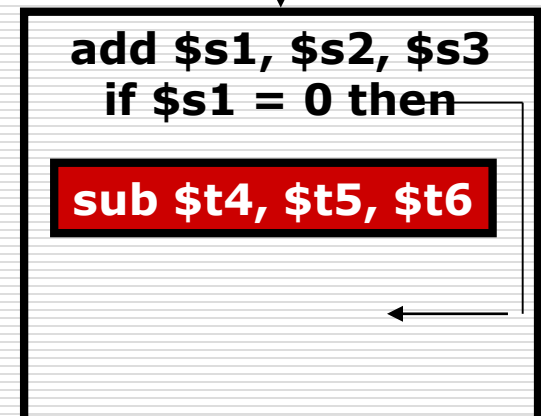 add $s1, $s2, $s3
if $s1 = 0 then
sub $t4, $t5, $t6